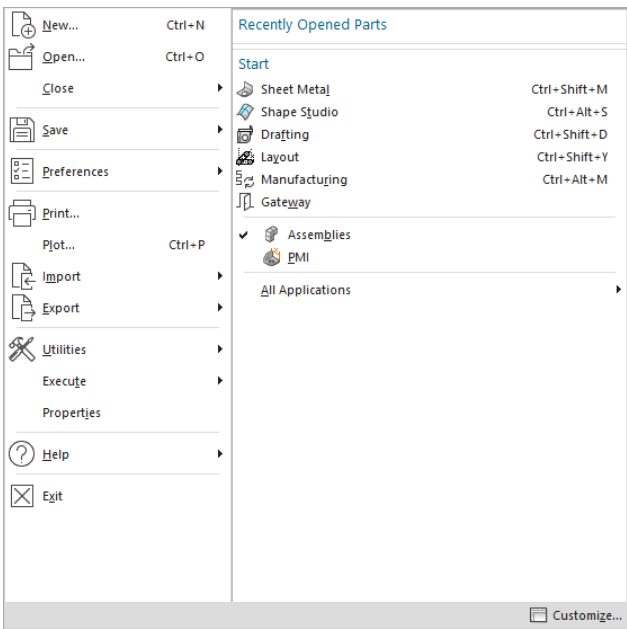 New... Ctrl+N
Open... Ctrl+O
Close
Save
Preferences
Print...
Plot... Ctrl+P
Import
Export
Utilities
Execute
Properties
Help
Exit
Recently Opened Parts
Start
Sheet Metal Ctrl+Shift+M
Shape Studio Ctrl+Alt+S
Drafting Ctrl+Shift+D
Layout Ctrl+Shift+Y
Manufacturing Ctrl+Alt+M
Gateway
Assemblies
PMI
All Applications
Customize...